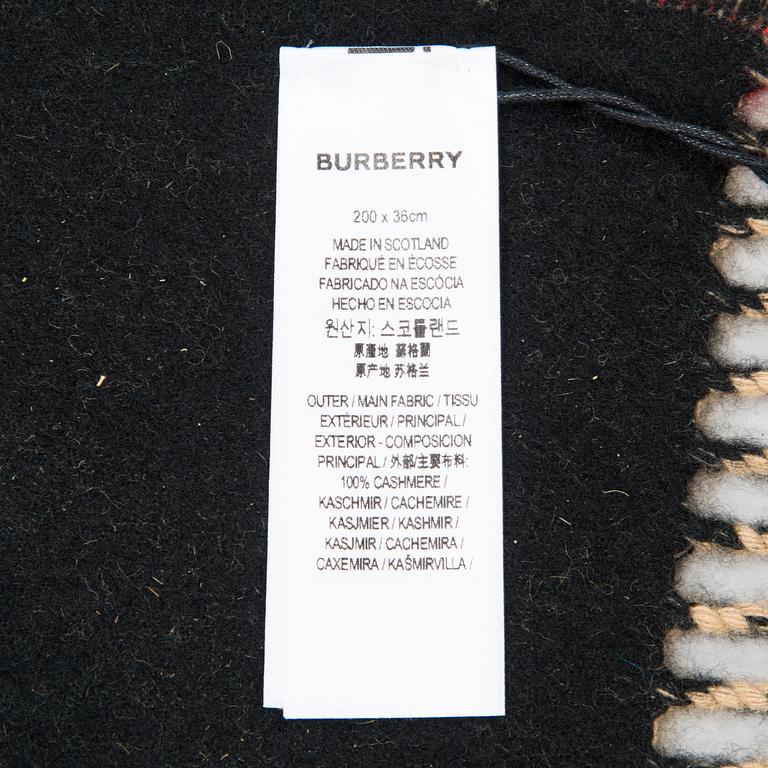 BURBERRY
200 x 36cm
MADE IN SCOTLAND
FABRIQUÉ EN ÉCOSSE
FABRICADO NA ESCÓCIA
HECHO EN ESCOCIA
원산지: 스코틀랜드
原產地 蘇格蘭
原产地 苏格兰
OUTER / MAIN FABRIC / TISSU
EXTÉRIEUR / PRINCIPAL /
EXTERIOR - COMPOSICION
PRINCIPAL / 外部/主要布料:
100% CASHMERE /
KASCHMIR / CACHEMIRE /
KASJMIER / KASHMIR /
KASJMIR / CACHEMIRA /
CAXEMIRA / KAŠMIRVILLA /